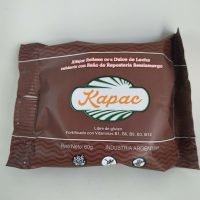 Alfajor Relleno con Dulce de Leche
cubierto con Baño de Repostería Semiamargo
Kapac
Libre de gluten
Fortificado con Vitaminas B1, B6, B9, B3, B12
Peso Neto: 60g
INDUSTRIA ARGENTINA